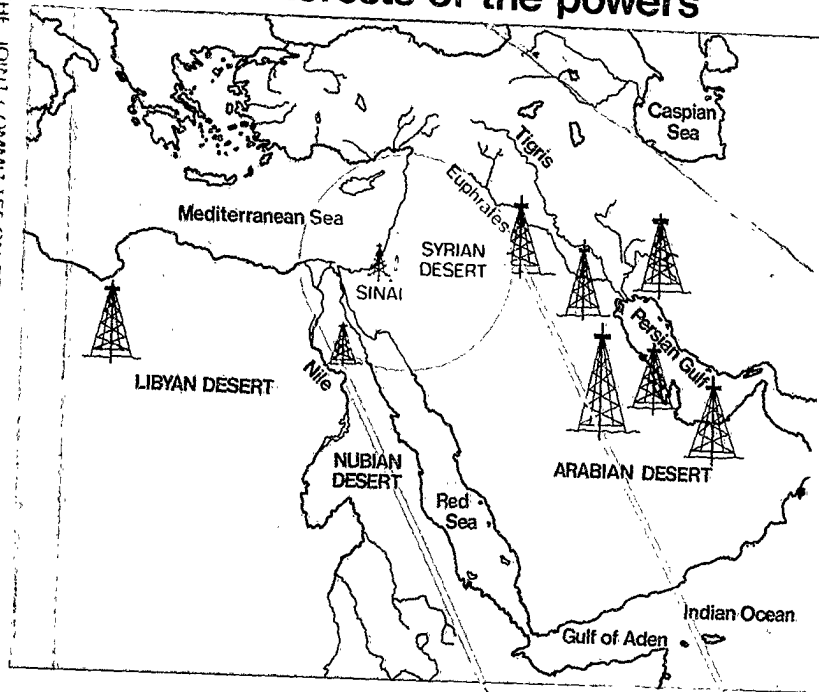 of the powers
Caspian
Sea
Tigris
Euphrates
Mediterranean Sea
SYRIAN
DESERT
SINAI
Persian Gulf
LIBYAN DESERT
Nile
NUBIAN
DESERT
ARABIAN DESERT
Red
Sea
Indian Ocean
Gulf of Aden